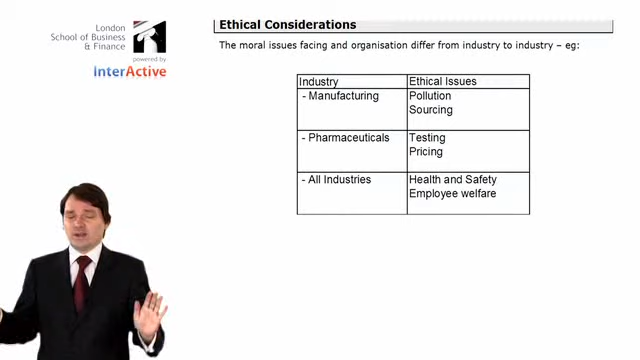 London
School of Business
& Finance
powered by
InterActive
Ethical Considerations
The moral issues facing and organisation differ from industry to industry – eg:
Industry Ethical Issues
- Manufacturing Pollution
Sourcing
- Pharmaceuticals Testing
Pricing
- All Industries Health and Safety
Employee welfare